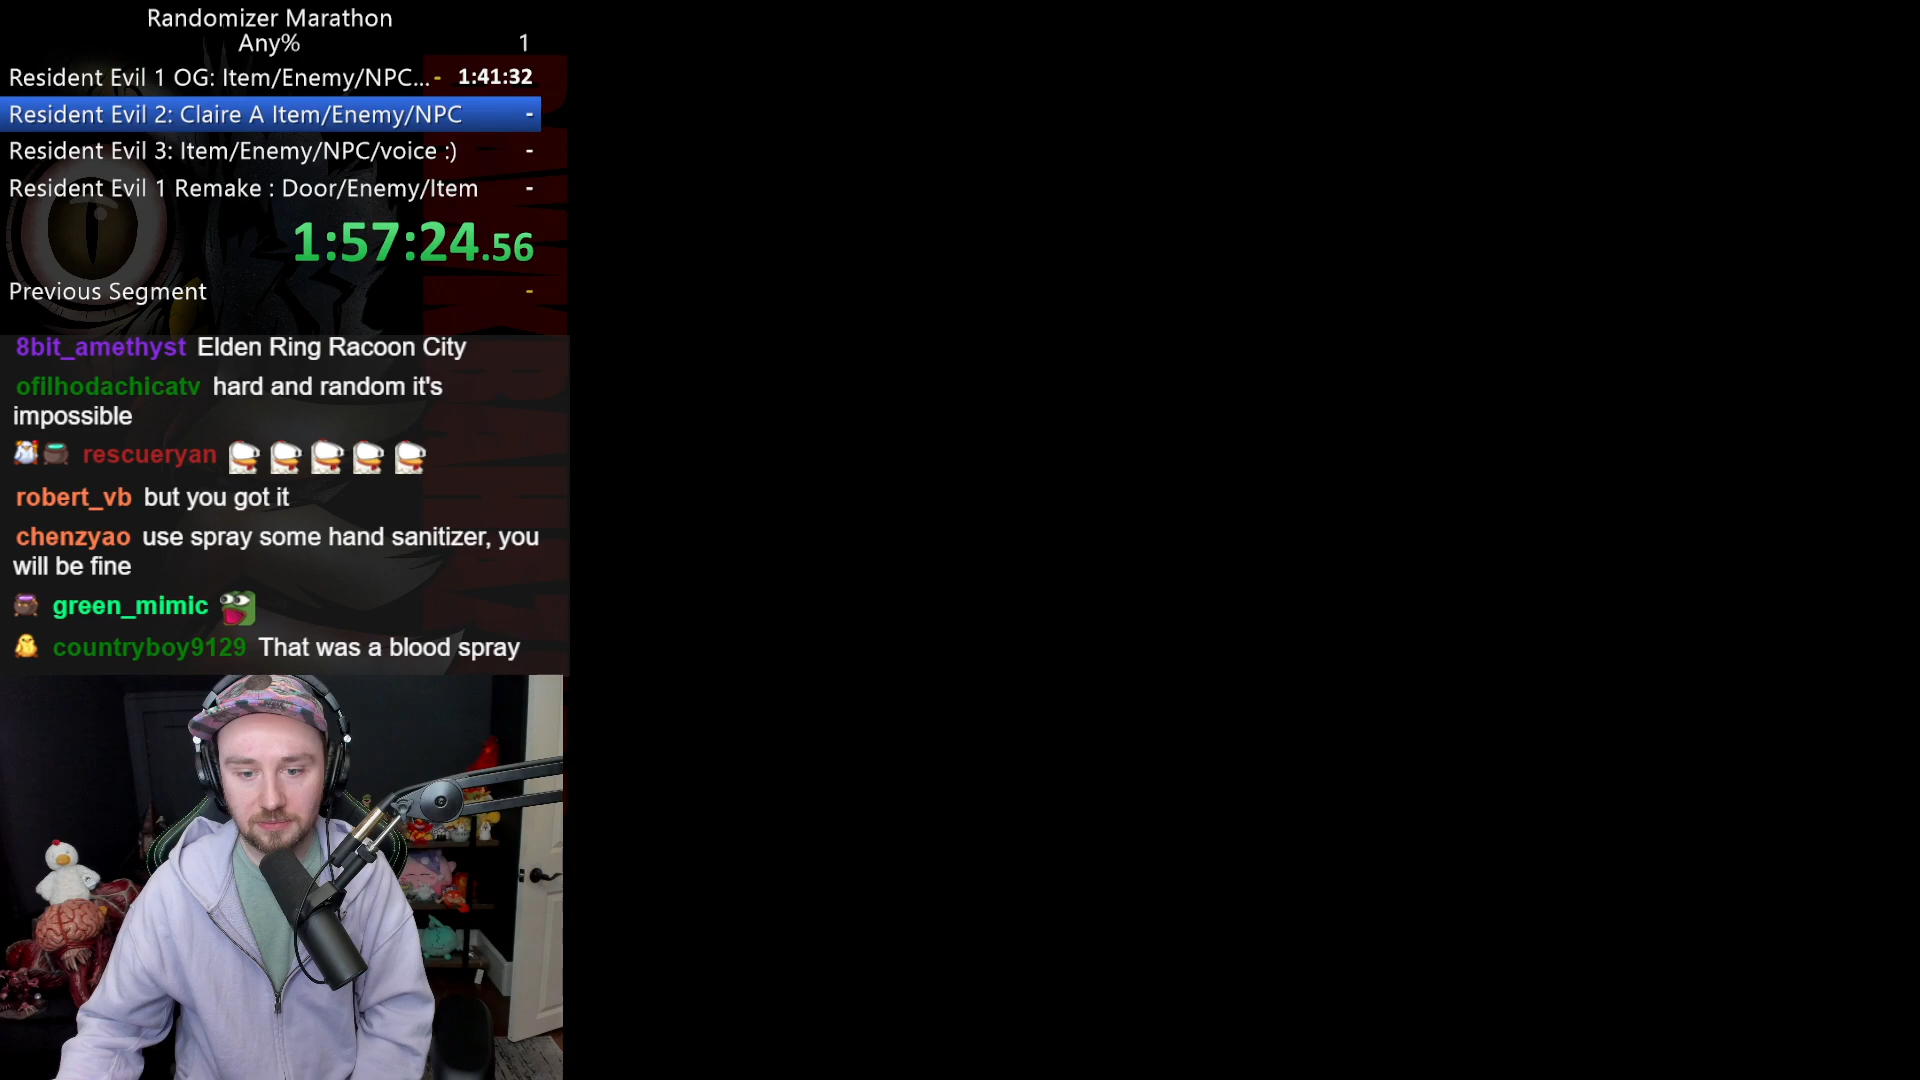 Randomizer Marathon
Any% 1
Resident Evil 1 OG: Item/Enemy/NPC... - 1:41:32
Resident Evil 2: Claire A Item/Enemy/NPC -
Resident Evil 3: Item/Enemy/NPC/voice :) -
Resident Evil 1 Remake : Door/Enemy/Item -
1:57:24.56
Previous Segment -
8bit_amethyst Elden Ring Racoon City
ofilhodachicatv hard and random it's
impossible
rescueryan
robert_vb but you got it
chenzyao use spray some hand sanitizer, you
will be fine
green_mimic
countryboy9129 That was a blood spray